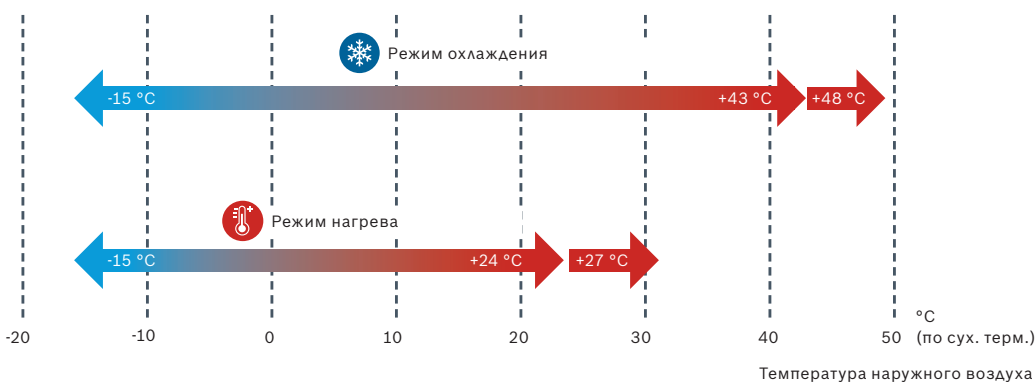 Режим охлаждения
-15 °C +43 °C +48 °C
Режим нагрева
-15 °C +24 °C +27 °C
°C
-20 -10 0 10 20 30 40 50 (по сух. терм.)
Температура наружного воздуха